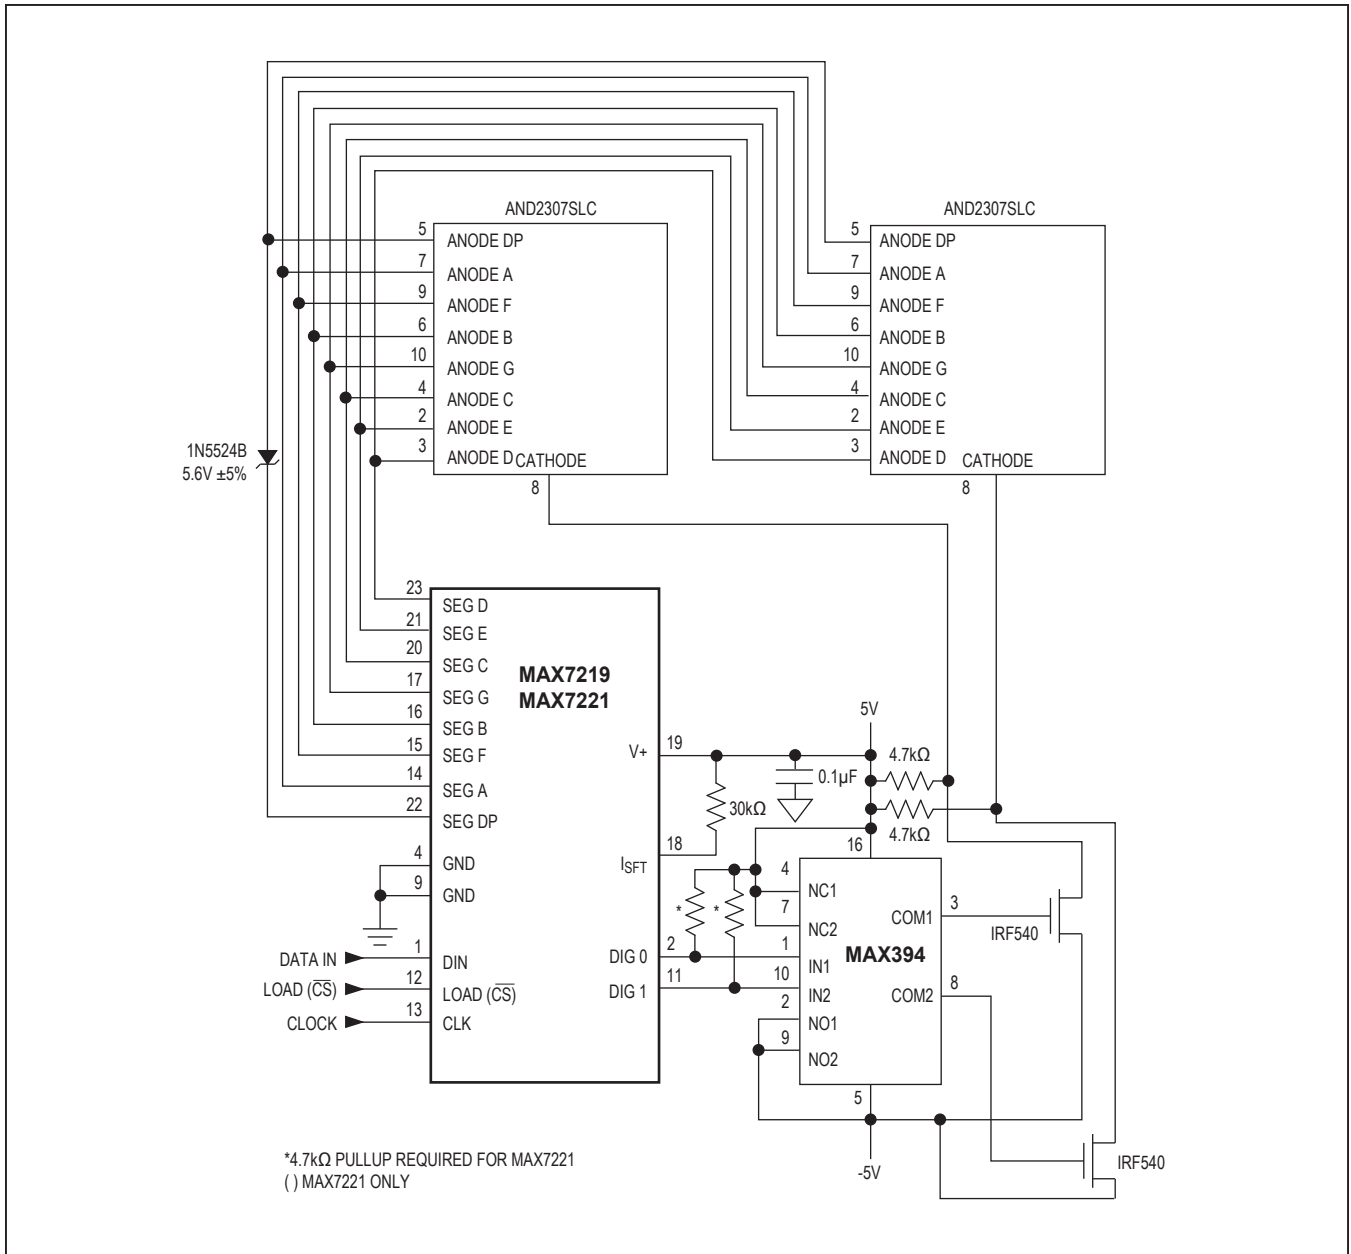 AND2307SLC
5 ANODE DP
7 ANODE A
9 ANODE F
6 ANODE B
10 ANODE G
4 ANODE C
2 ANODE E
3 ANODE D
CATHODE
8
AND2307SLC
5 ANODE DP
7 ANODE A
9 ANODE F
6 ANODE B
10 ANODE G
4 ANODE C
2 ANODE E
3 ANODE D
CATHODE
8
1N5524B
5.6V ±5%
MAX7219
MAX7221
23 SEG D
21 SEG E
20 SEG C
17 SEG G
16 SEG B
15 SEG F
14 SEG A
22 SEG DP
4 GND
9 GND
DATA IN 1 DIN
LOAD (C̅S̅) 12 LOAD (C̅S̅)
CLOCK 13 CLK
V+ 19
ISFT 18
DIG 0 2
DIG 1 11
30kΩ
0.1µF
5V
4.7kΩ
4.7kΩ
*
*
MAX394
16
4 NC1
7 NC2
1 IN1
10 IN2
2 NO1
9 NO2
COM1 3
COM2 8
5
-5V
IRF540
IRF540
*4.7kΩ PULLUP REQUIRED FOR MAX7221
( ) MAX7221 ONLY